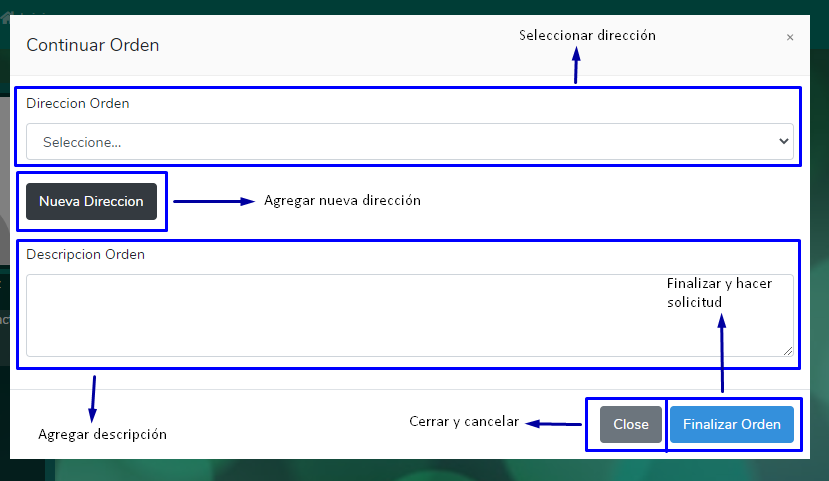 Seleccionar dirección
Continuar Orden
×
Direccion Orden
Seleccione...
Nueva Direccion
Agregar nueva dirección
Descripcion Orden
Finalizar y hacer
solicitud
Cerrar y cancelar
Close
Finalizar Orden
Agregar descripción